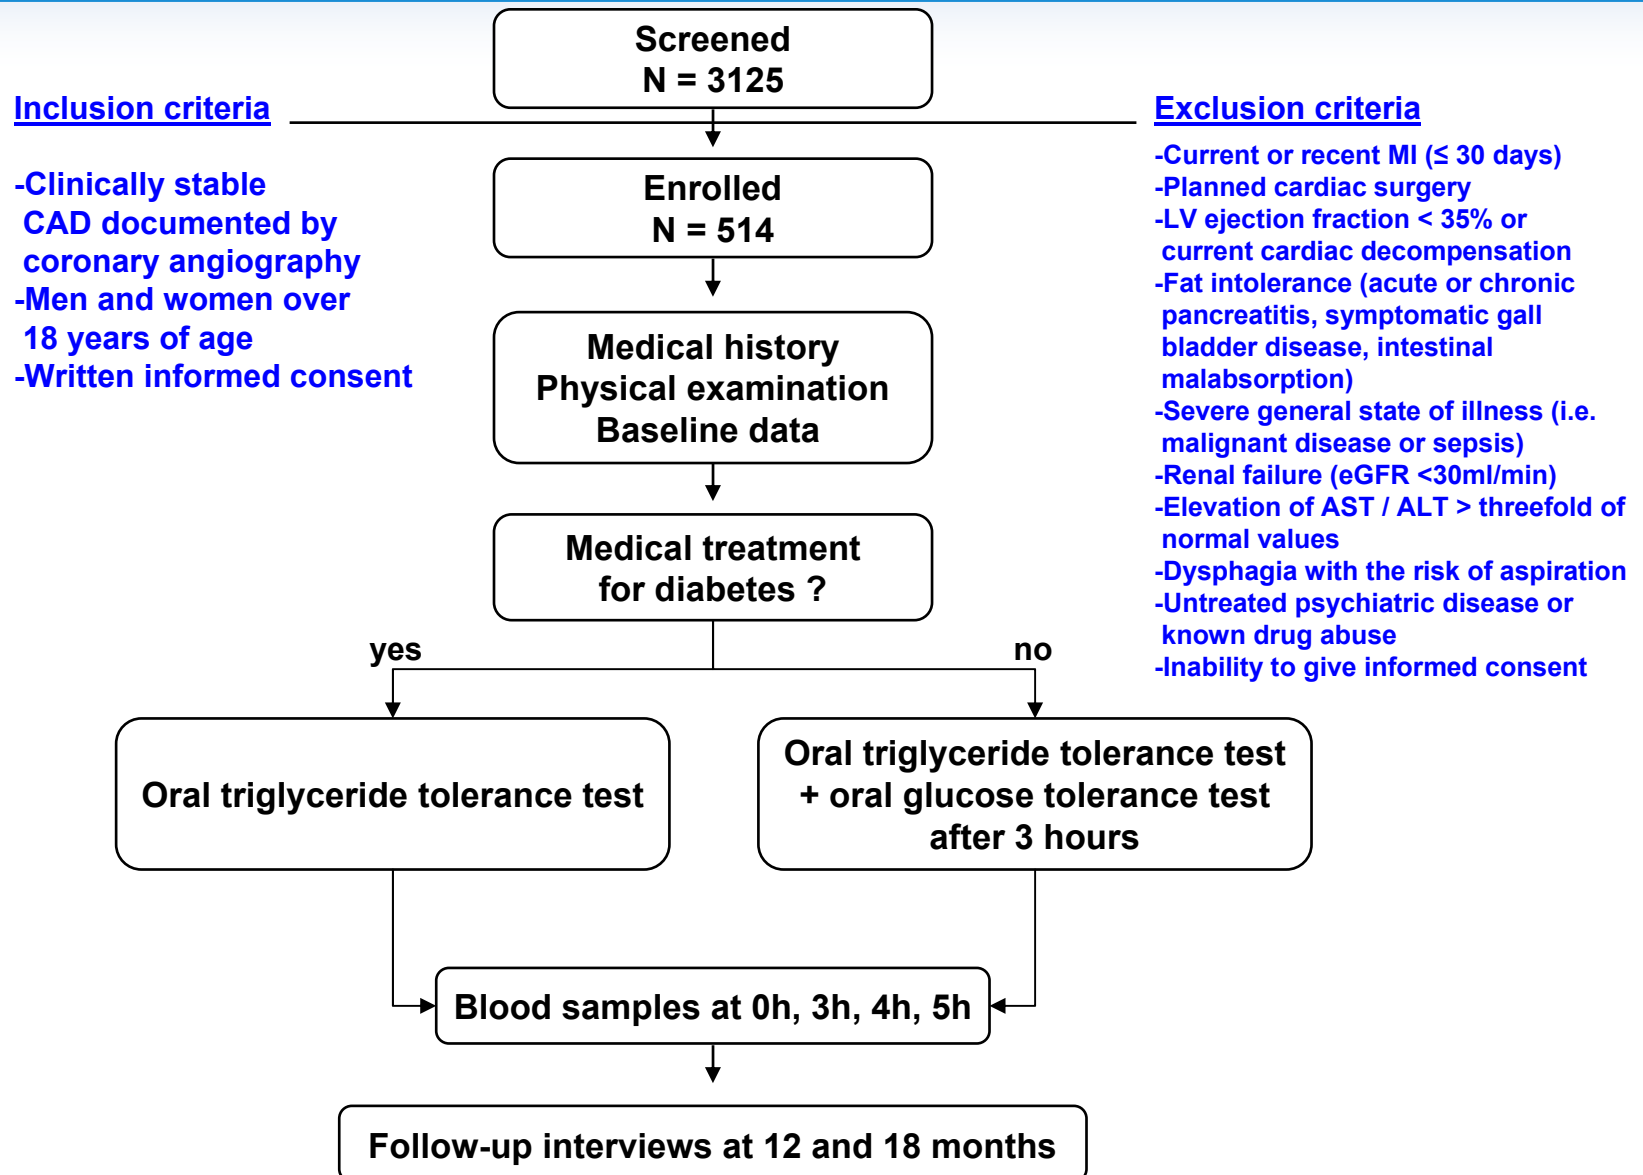 Screened
N = 3125
Inclusion criteria
-Clinically stable
CAD documented by
coronary angiography
-Men and women over
18 years of age
-Written informed consent
Exclusion criteria
-Current or recent MI (≤ 30 days)
-Planned cardiac surgery
-LV ejection fraction < 35% or
current cardiac decompensation
-Fat intolerance (acute or chronic
pancreatitis, symptomatic gall
bladder disease, intestinal
malabsorption)
-Severe general state of illness (i.e.
malignant disease or sepsis)
-Renal failure (eGFR <30ml/min)
-Elevation of AST / ALT > threefold of
normal values
-Dysphagia with the risk of aspiration
-Untreated psychiatric disease or
known drug abuse
-Inability to give informed consent
Enrolled
N = 514
Medical history
Physical examination
Baseline data
Medical treatment
for diabetes ?
yes
no
Oral triglyceride tolerance test
Oral triglyceride tolerance test
+ oral glucose tolerance test
after 3 hours
Blood samples at 0h, 3h, 4h, 5h
Follow-up interviews at 12 and 18 months